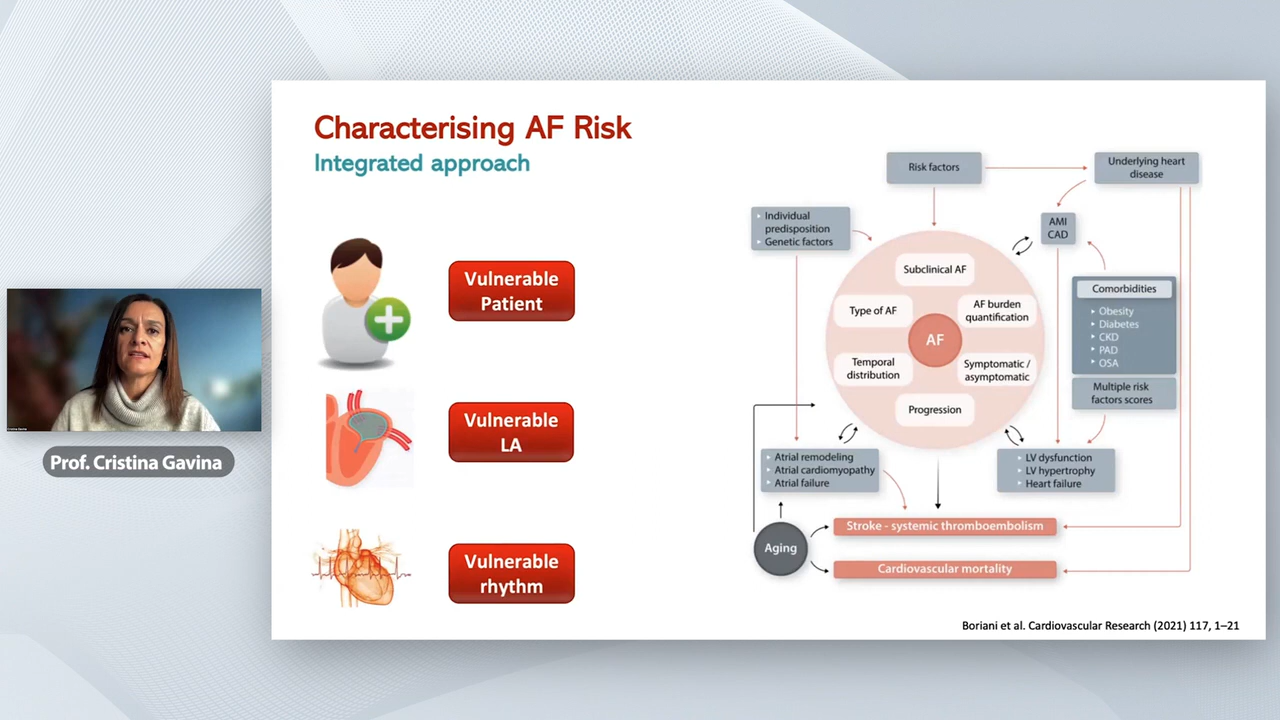 Characterising AF Risk
Integrated approach
Vulnerable
Patient
Vulnerable
LA
Vulnerable
rhythm
Prof. Cristina Gavina
Risk factors
Underlying heart
disease
Individual
predisposition
Genetic factors
AMI
CAD
Subclinical AF
Type of AF
AF burden
quantification
AF
Temporal
distribution
Symptomatic /
asymptomatic
Progression
Comorbidities
Obesity
Diabetes
CKD
PAD
OSA
Multiple risk
factors scores
Atrial remodeling
Atrial cardiomyopathy
Atrial failure
LV dysfunction
LV hypertrophy
Heart failure
Aging
Stroke - systemic thromboembolism
Cardiovascular mortality
Boriani et al. Cardiovascular Research (2021) 117, 1–21